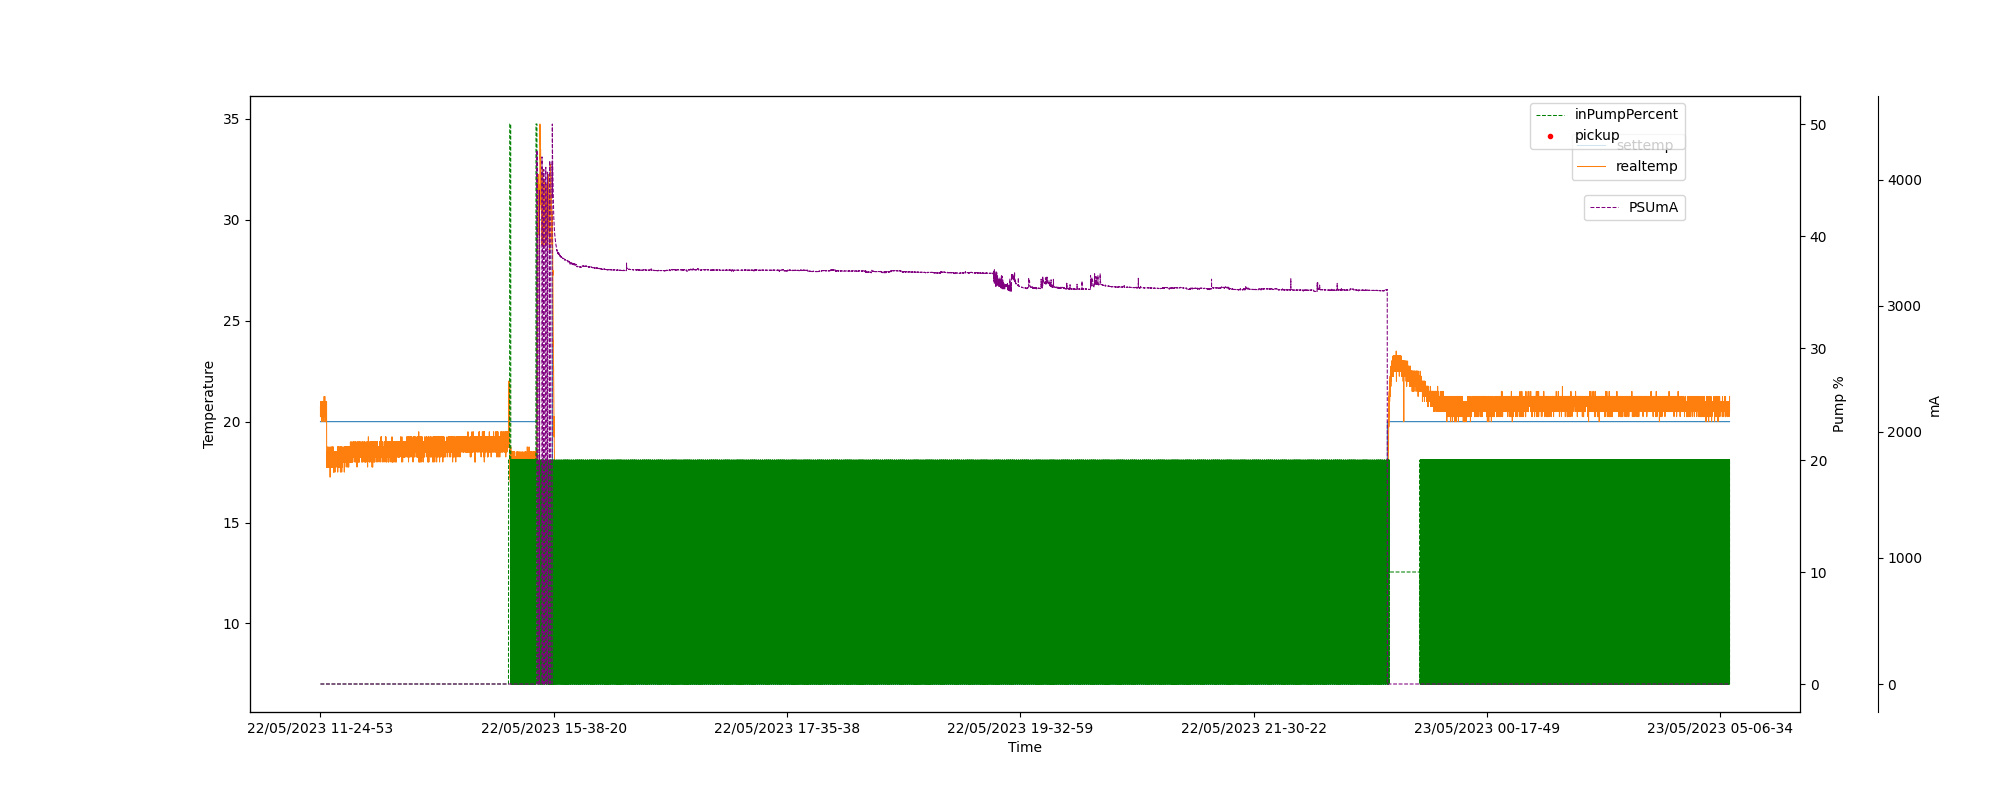 inPumpPercent
pickup
settemp
realtemp
PSUmA
Temperature
35
30
25
20
15
10
50
40
30
20
10
0
Pump %
4000
3000
2000
1000
0
mA
22/05/2023 11-24-53
22/05/2023 15-38-20
22/05/2023 17-35-38
22/05/2023 19-32-59
22/05/2023 21-30-22
23/05/2023 00-17-49
23/05/2023 05-06-34
Time